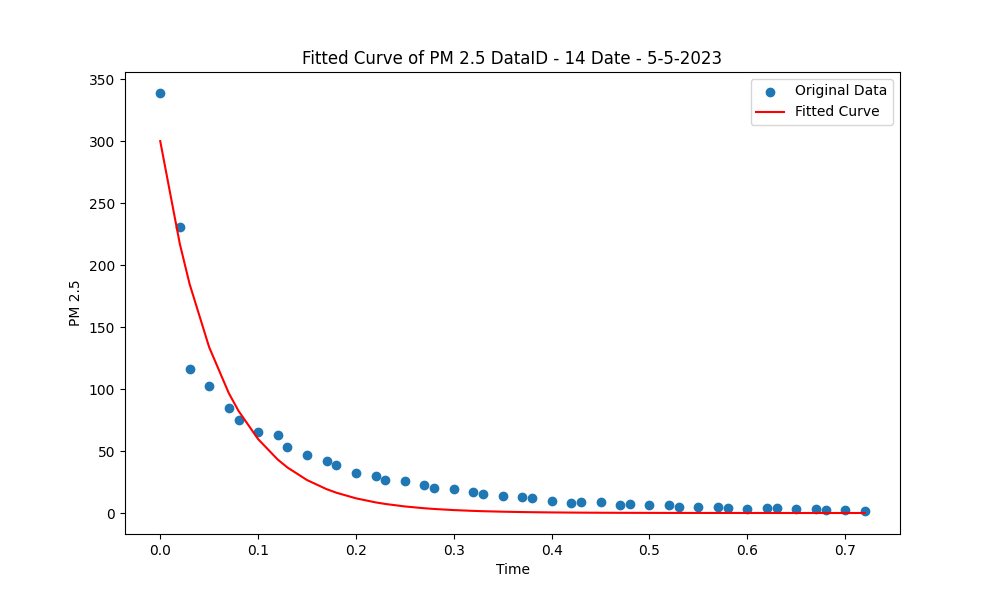 Fitted Curve of PM 2.5 DataID - 14 Date - 5-5-2023
Original Data
Fitted Curve
350
300
250
200
150
100
50
0
PM 2.5
0.0 0.1 0.2 0.3 0.4 0.5 0.6 0.7
Time